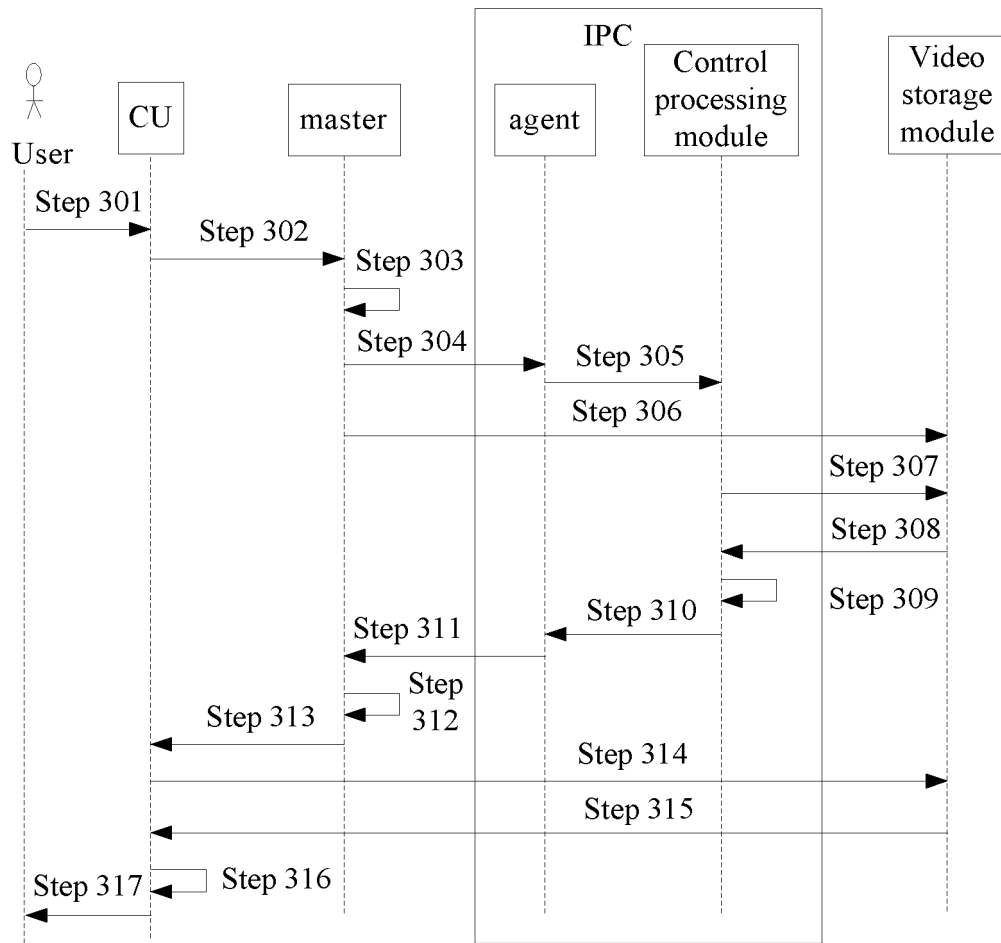 IPC
User
CU
master
agent
Control
processing
module
Video
storage
module
Step 301
Step 302
Step 303
Step 304
Step 305
Step 306
Step 307
Step 308
Step 309
Step 310
Step 311
Step
312
Step 313
Step 314
Step 315
Step 316
Step 317